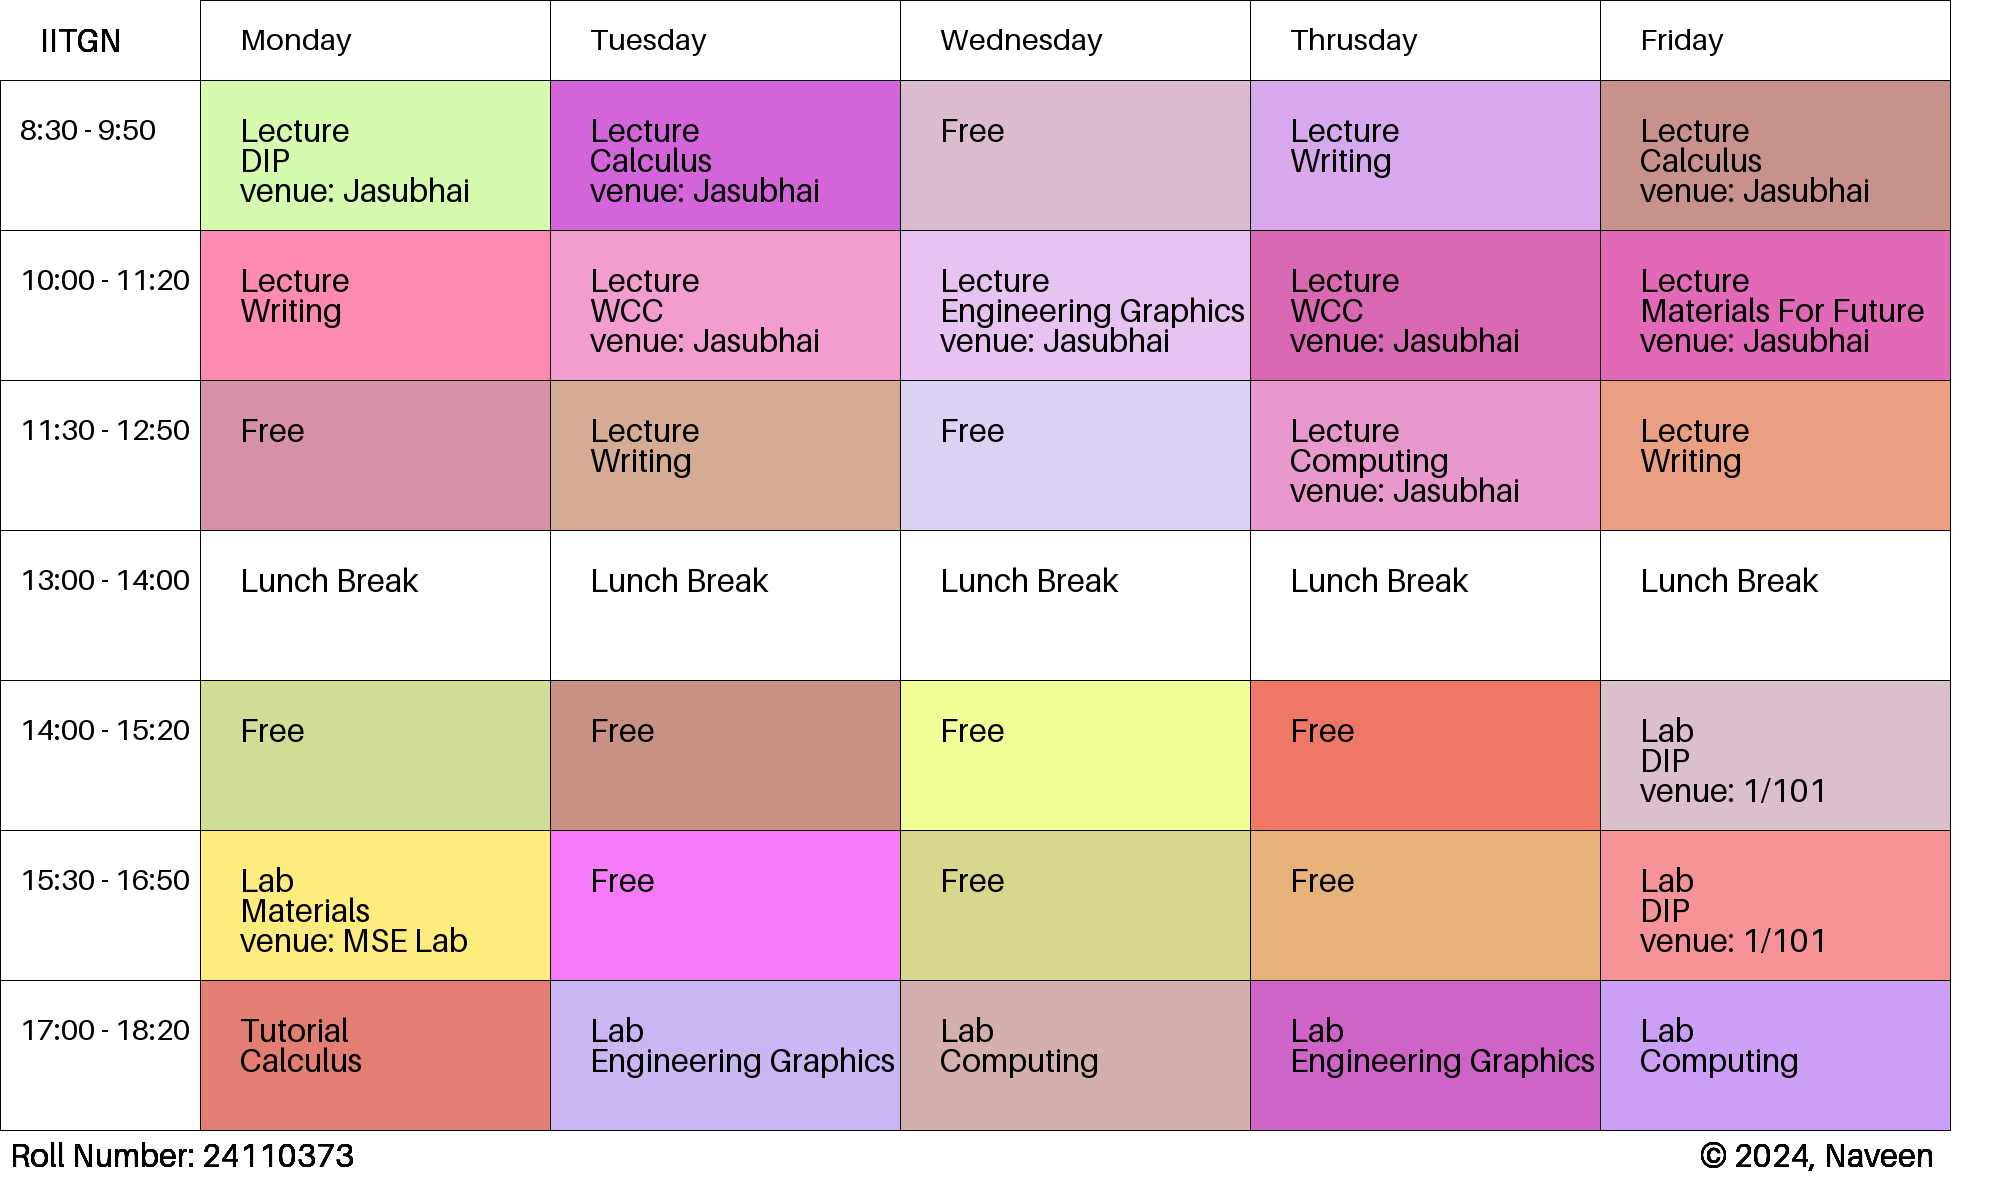 IITGN
Monday
Tuesday
Wednesday
Thrusday
Friday
8:30 - 9:50
Lecture
DIP
venue: Jasubhai
Lecture
Calculus
venue: Jasubhai
Free
Lecture
Writing
Lecture
Calculus
venue: Jasubhai
10:00 - 11:20
Lecture
Writing
Lecture
WCC
venue: Jasubhai
Lecture
Engineering Graphics
venue: Jasubhai
Lecture
WCC
venue: Jasubhai
Lecture
Materials For Future
venue: Jasubhai
11:30 - 12:50
Free
Lecture
Writing
Free
Lecture
Computing
venue: Jasubhai
Lecture
Writing
13:00 - 14:00
Lunch Break
Lunch Break
Lunch Break
Lunch Break
Lunch Break
14:00 - 15:20
Free
Free
Free
Free
Lab
DIP
venue: 1/101
15:30 - 16:50
Lab
Materials
venue: MSE Lab
Free
Free
Free
Lab
DIP
venue: 1/101
17:00 - 18:20
Tutorial
Calculus
Lab
Engineering Graphics
Lab
Computing
Lab
Engineering Graphics
Lab
Computing
Roll Number: 24110373
© 2024, Naveen